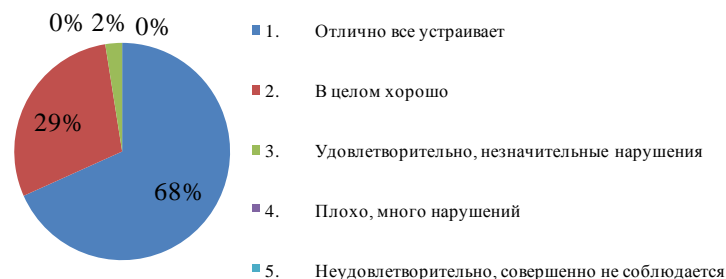 0% 2% 0%
29%
68%
1. Отлично все устраивает
2. В целом хорошо
3. Удовлетворительно, незначительные нарушения
4. Плохо, много нарушений
5. Неудовлетворительно, совершенно не соблюдается